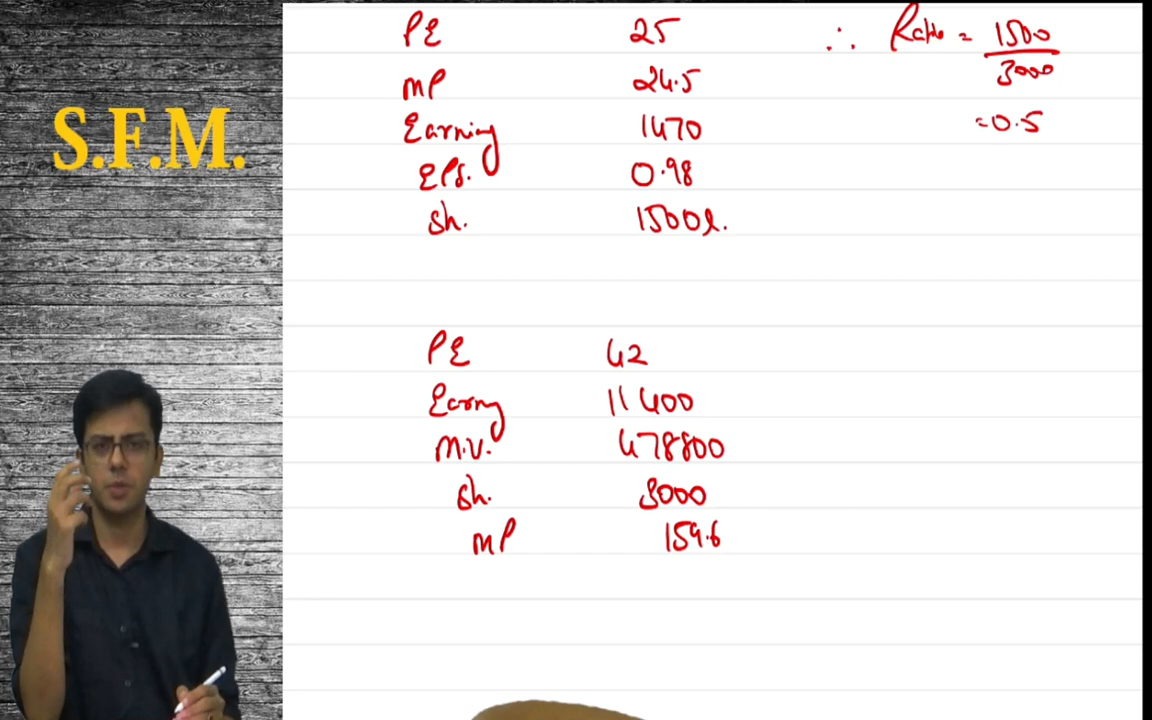 S.F.M.
PE 25
MP 24.5
Earning 1470
EPS. 0.98
Sh. 1500l.
∴ Ratio = 1500/3000
= 0.5
PE 42
Earny 11400
M.V. 478800
Sh. 3000
MP 159.6